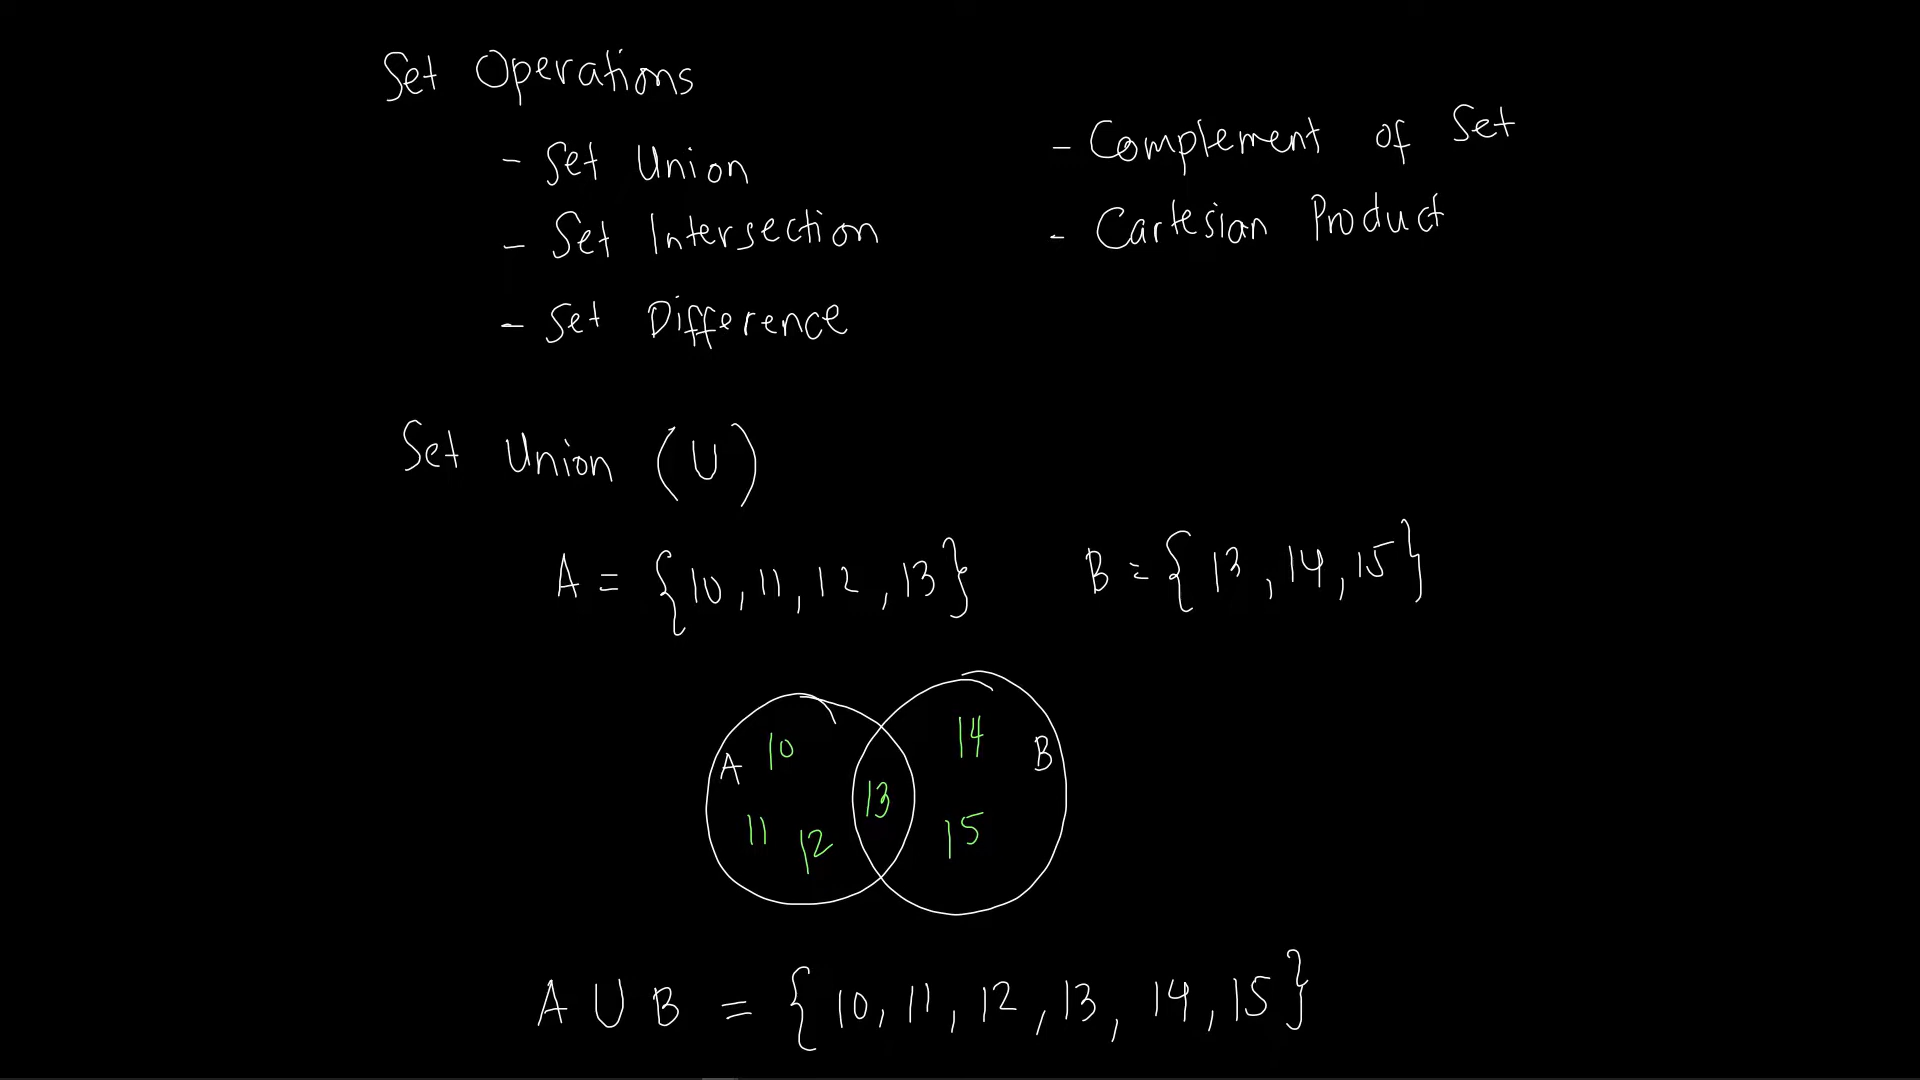 Set Operations
- Set Union
- Set Intersection
- Set Difference
- Complement of Set
- Cartesian Product
Set Union (U)
A = {10, 11, 12, 13} B = {13, 14, 15}
A 10 11 12 13 14 15 B
A U B = {10, 11, 12, 13, 14, 15}